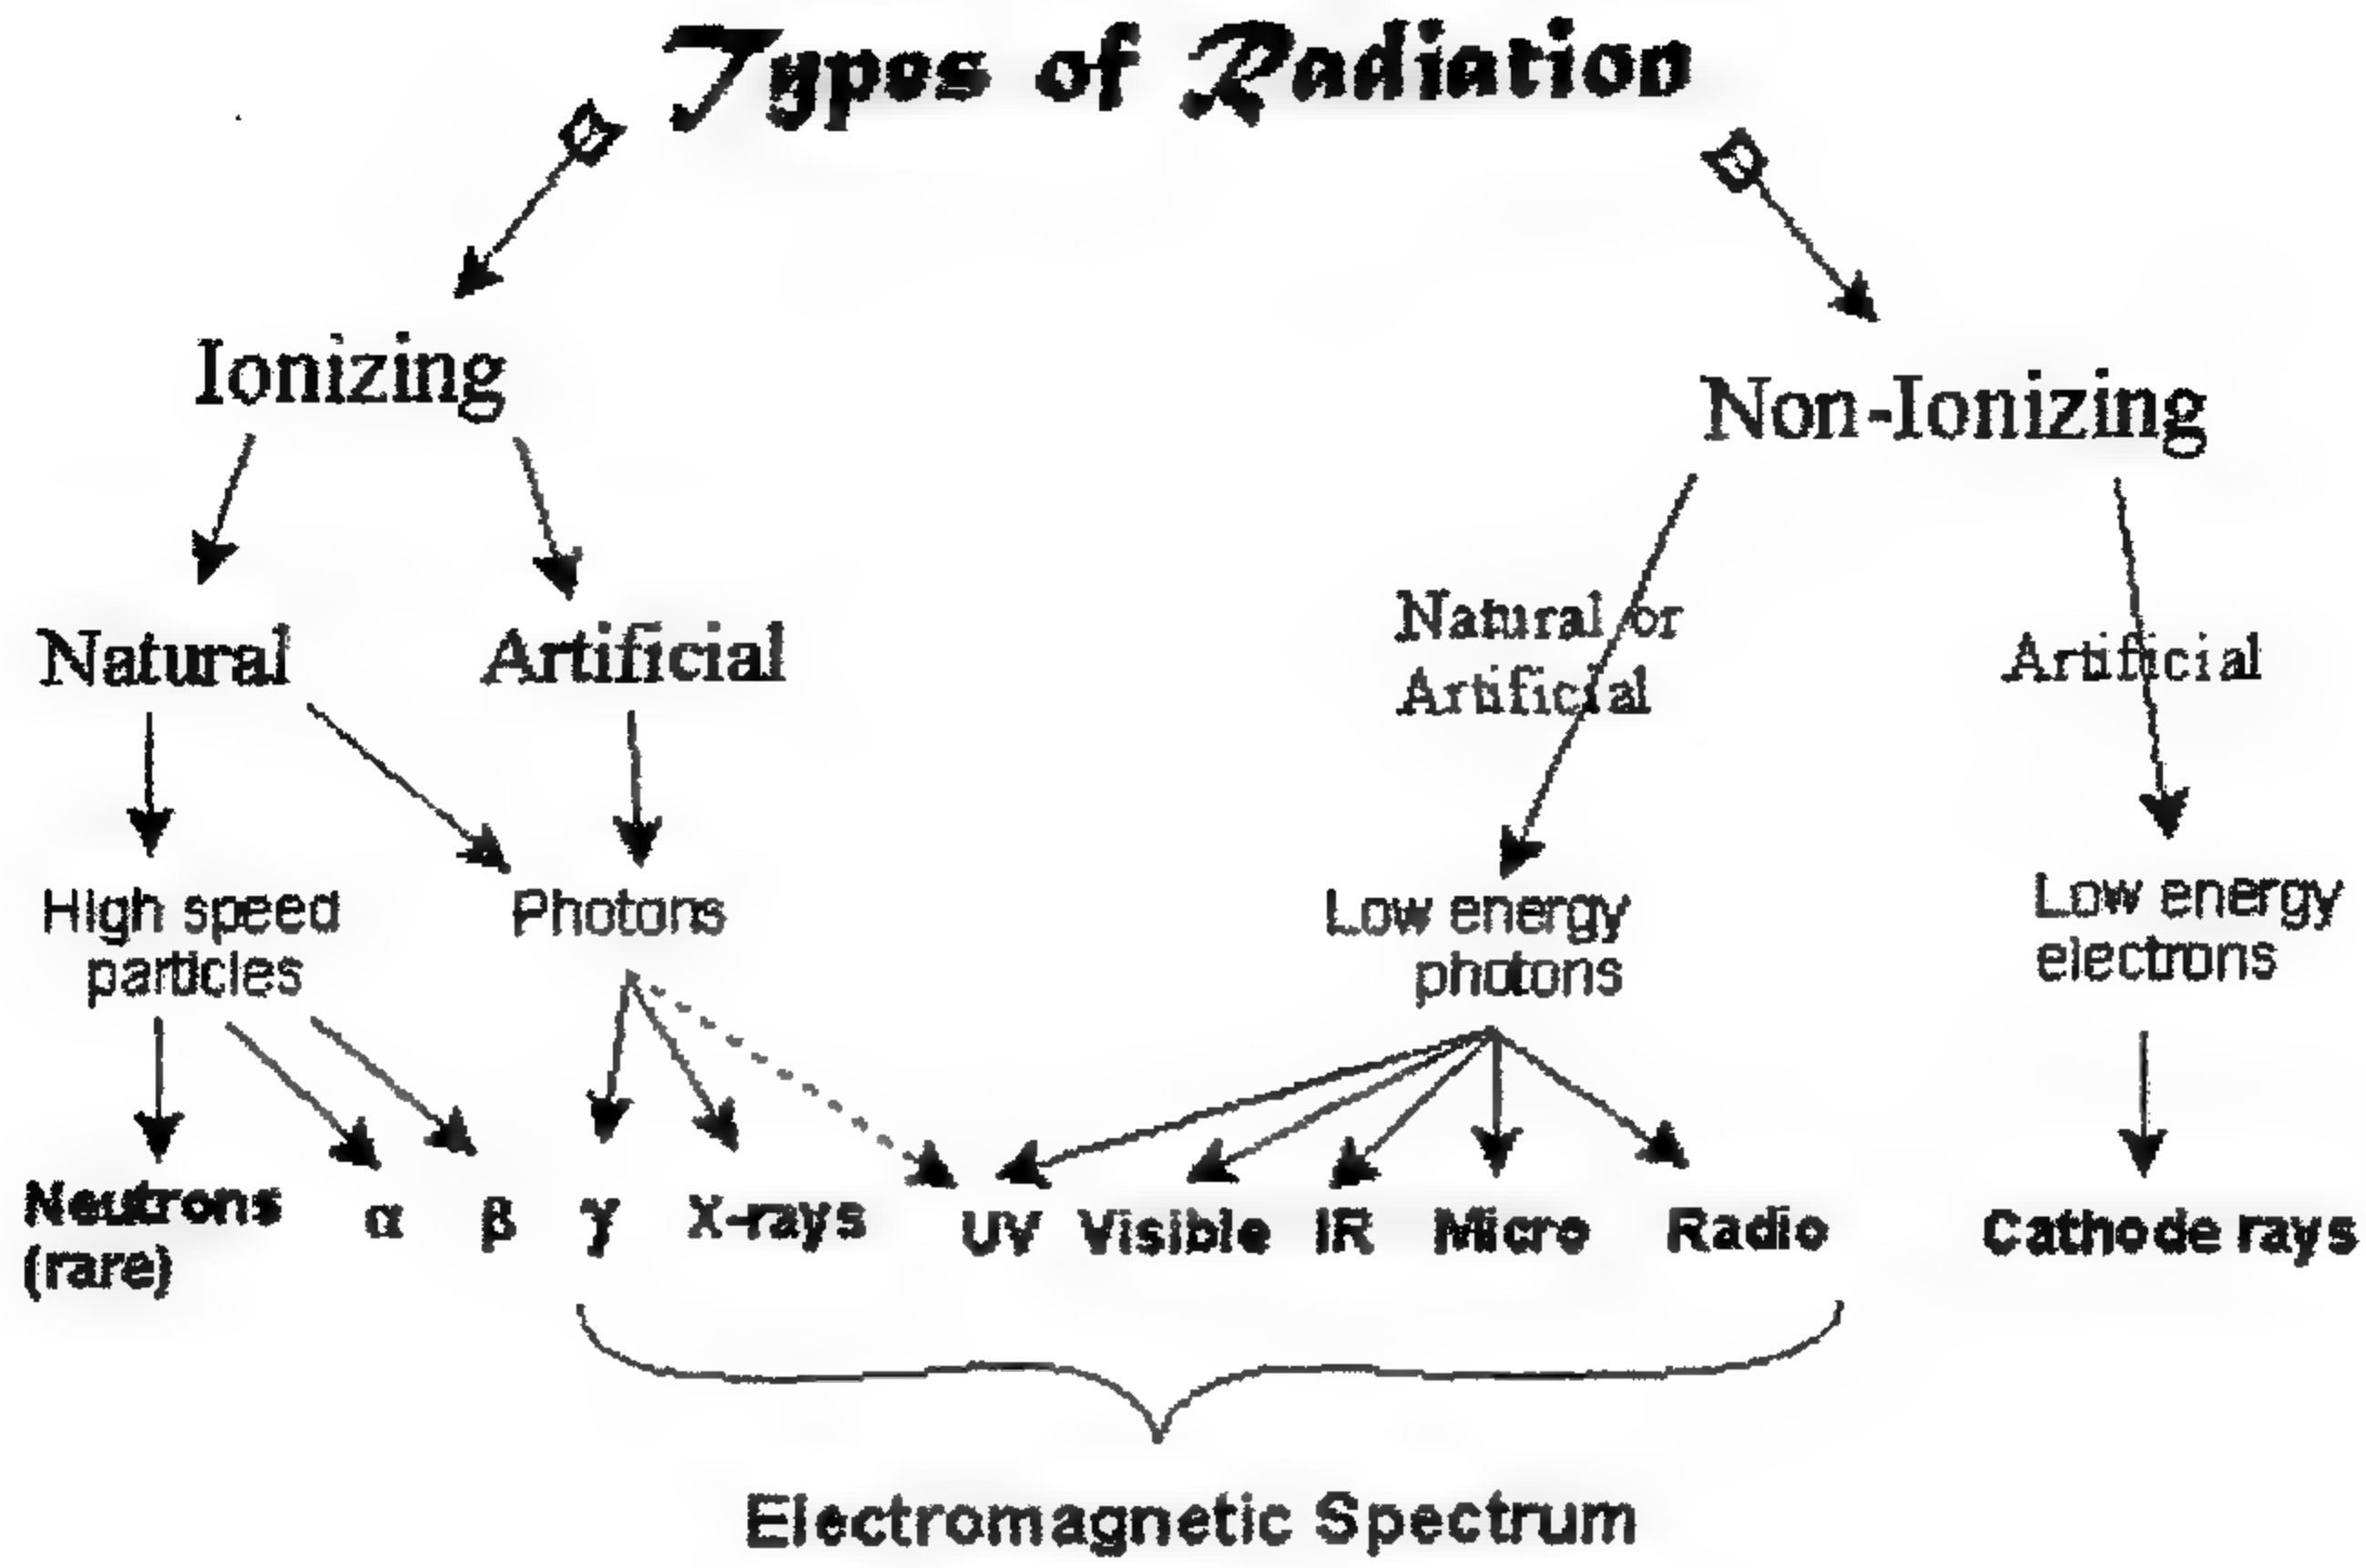 Types of Radiation
Ionizing
Non-Ionizing
Natural
Artificial
Natural or
Artificial
Artificial
High speed
particles
Photons
Low energy
photons
Low energy
electrons
Neutrons
(rare)
α
β
γ
X-rays
UV
Visible
IR
Micro
Radio
Cathode rays
Electromagnetic Spectrum